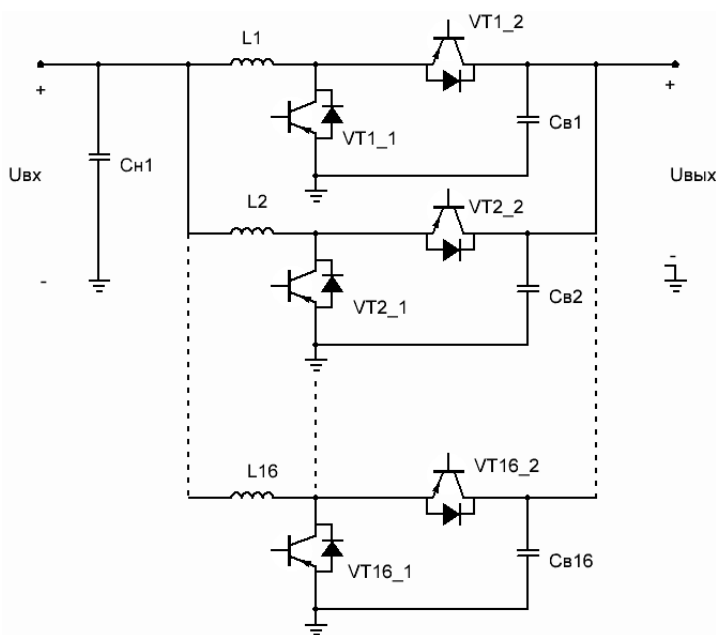 VT1_2
L1
+
+
VT1_1
Cв1
Uвх
Cн1
Uвых
L2
VT2_2
-
-
VT2_1
Cв2
L16
VT16_2
VT16_1
Cв16